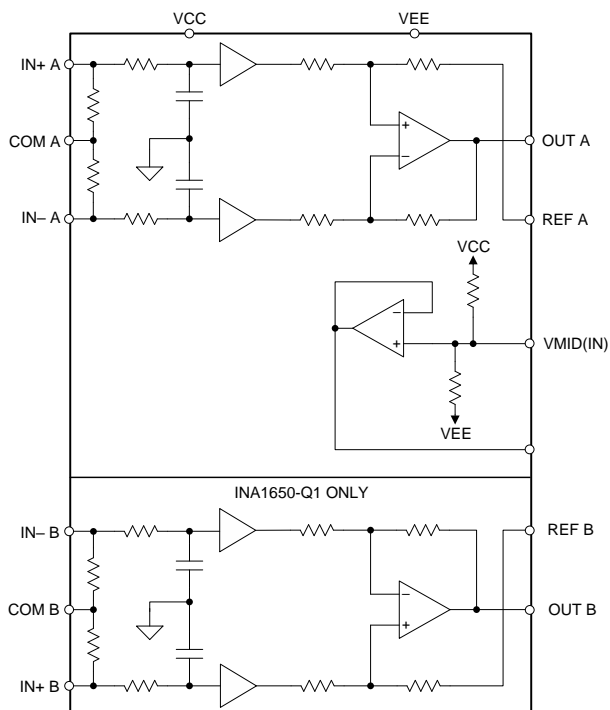 VCC
VEE
IN+ A
COM A
OUT A
+
−
IN− A
REF A
VCC
−
+
VMID(IN)
VEE
INA1650-Q1 ONLY
IN− B
REF B
COM B
−
OUT B
+
IN+ B